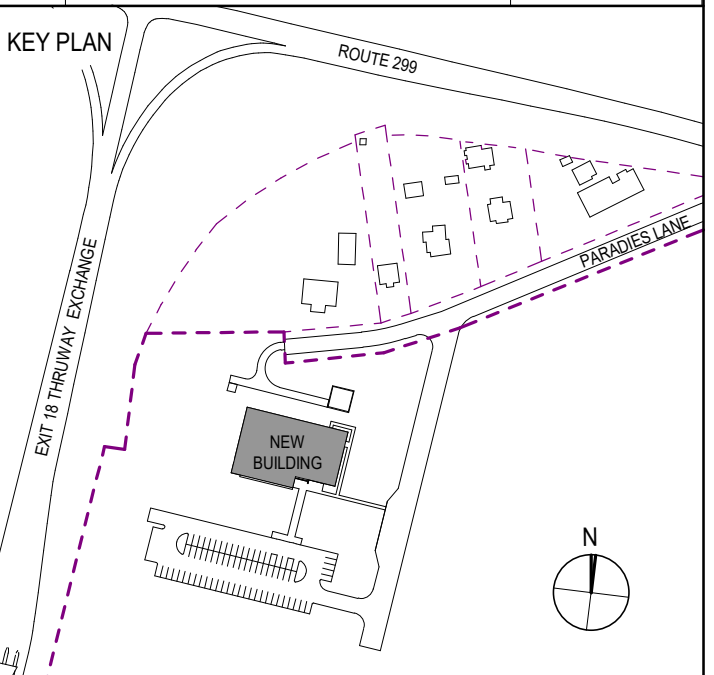 KEY PLAN
ROUTE 299
PARADIES LANE
EXIT 18 THRUWAY EXCHANGE
NEW
BUILDING
N